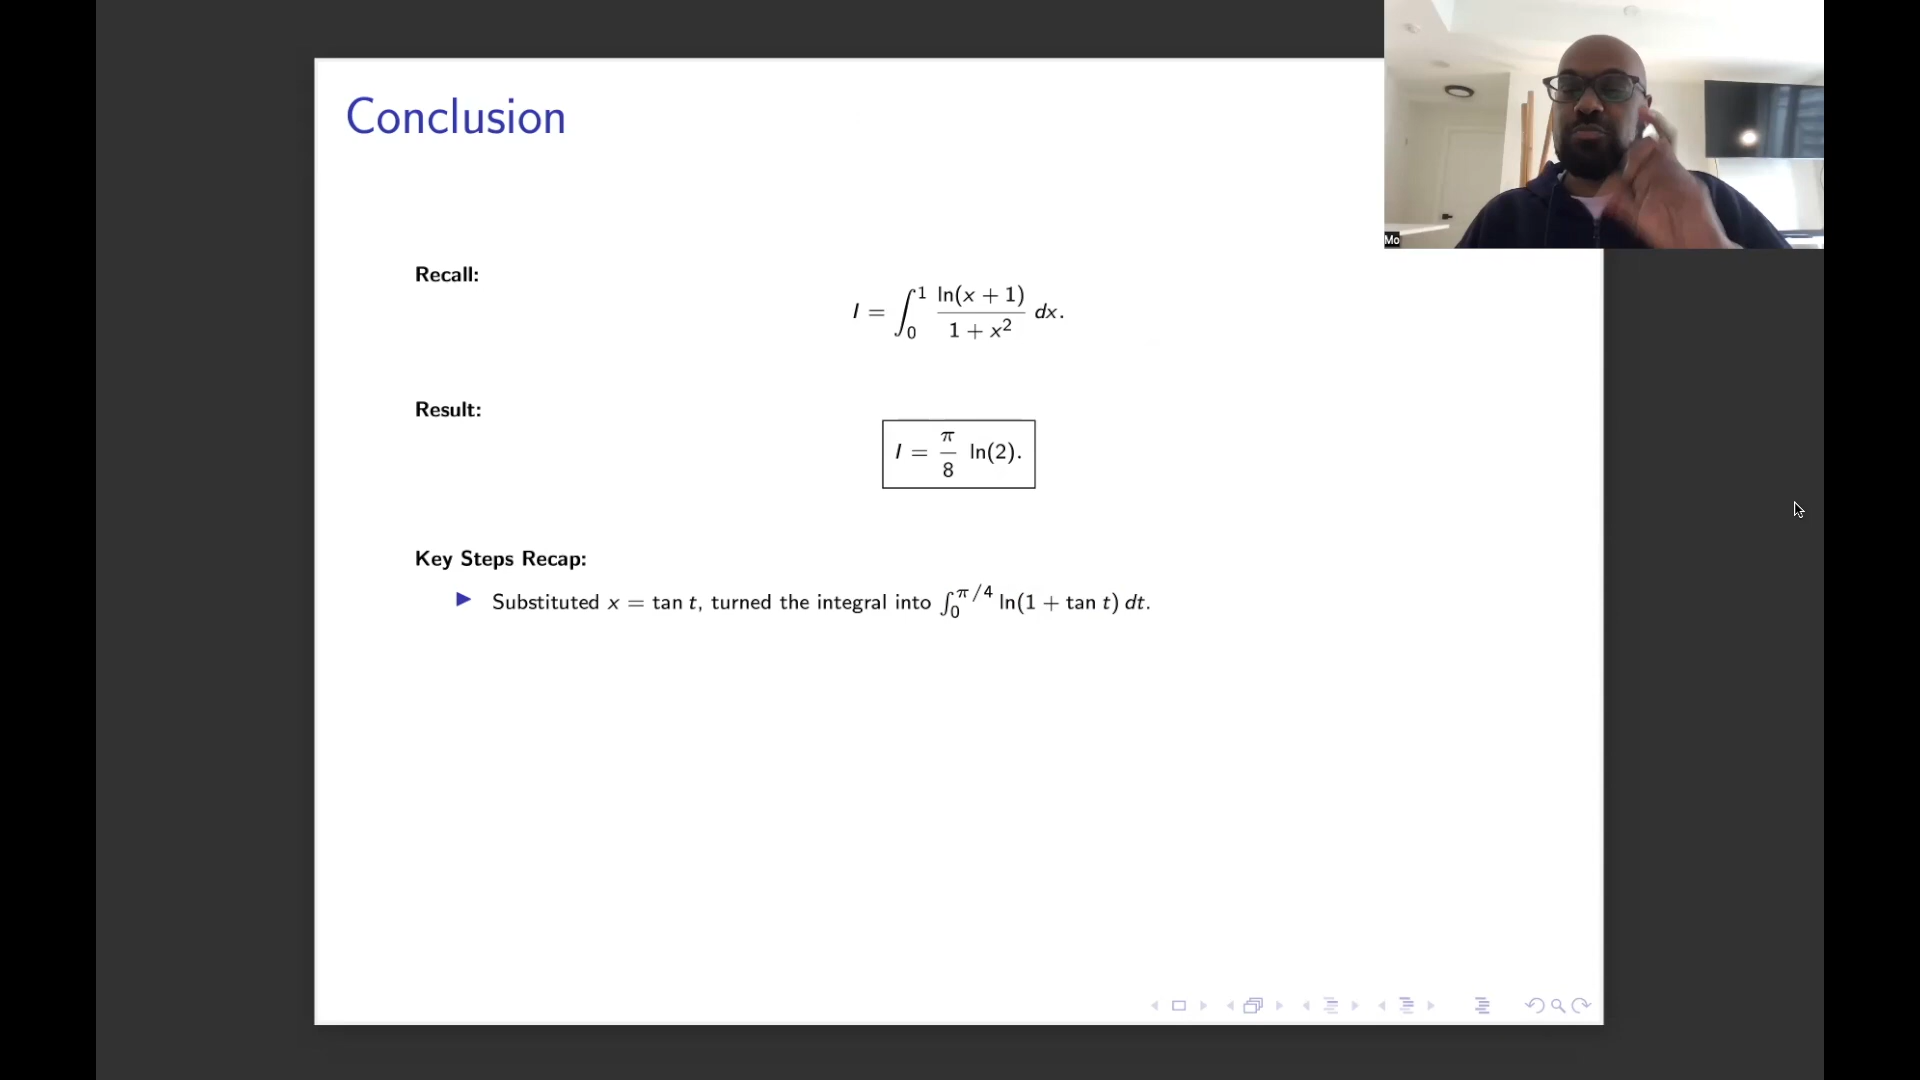 Conclusion
Mo
Recall:
I = ∫₀¹ ln(x + 1) / (1 + x²) dx.
Result:
I = π/8 ln(2).
Key Steps Recap:
▶ Substituted x = tan t, turned the integral into ∫₀^{π/4} ln(1 + tan t) dt.